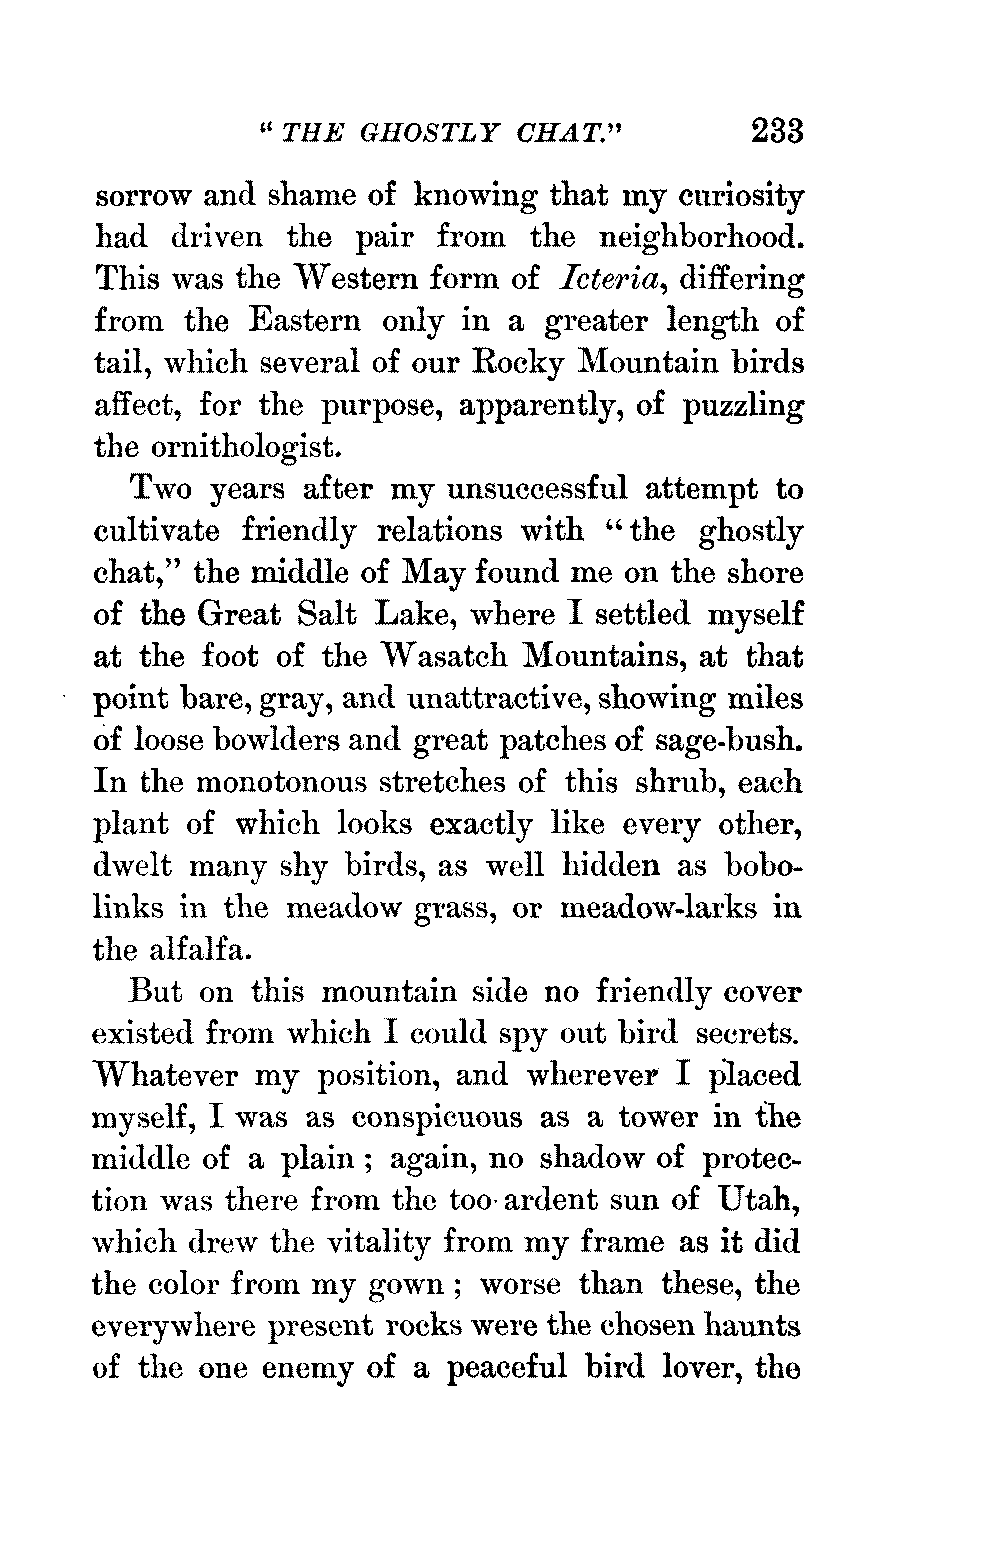 “ THE GHOSTLY CHAT.” 233
sorrow and shame of knowing that my curiosity
had driven the pair from the neighborhood.
This was the Western form of Icteria, differing
from the Eastern only in a greater length of
tail, which several of our Rocky Mountain birds
affect, for the purpose, apparently, of puzzling
the ornithologist.
Two years after my unsuccessful attempt to
cultivate friendly relations with “ the ghostly
chat,” the middle of May found me on the shore
of the Great Salt Lake, where I settled myself
at the foot of the Wasatch Mountains, at that
point bare, gray, and unattractive, showing miles
of loose bowlders and great patches of sage-bush.
In the monotonous stretches of this shrub, each
plant of which looks exactly like every other,
dwelt many shy birds, as well hidden as bobo-
links in the meadow grass, or meadow-larks in
the alfalfa.
But on this mountain side no friendly cover
existed from which I could spy out bird secrets.
Whatever my position, and wherever I placed
myself, I was as conspicuous as a tower in the
middle of a plain ; again, no shadow of protec-
tion was there from the too ardent sun of Utah,
which drew the vitality from my frame as it did
the color from my gown ; worse than these, the
everywhere present rocks were the chosen haunts
of the one enemy of a peaceful bird lover, the